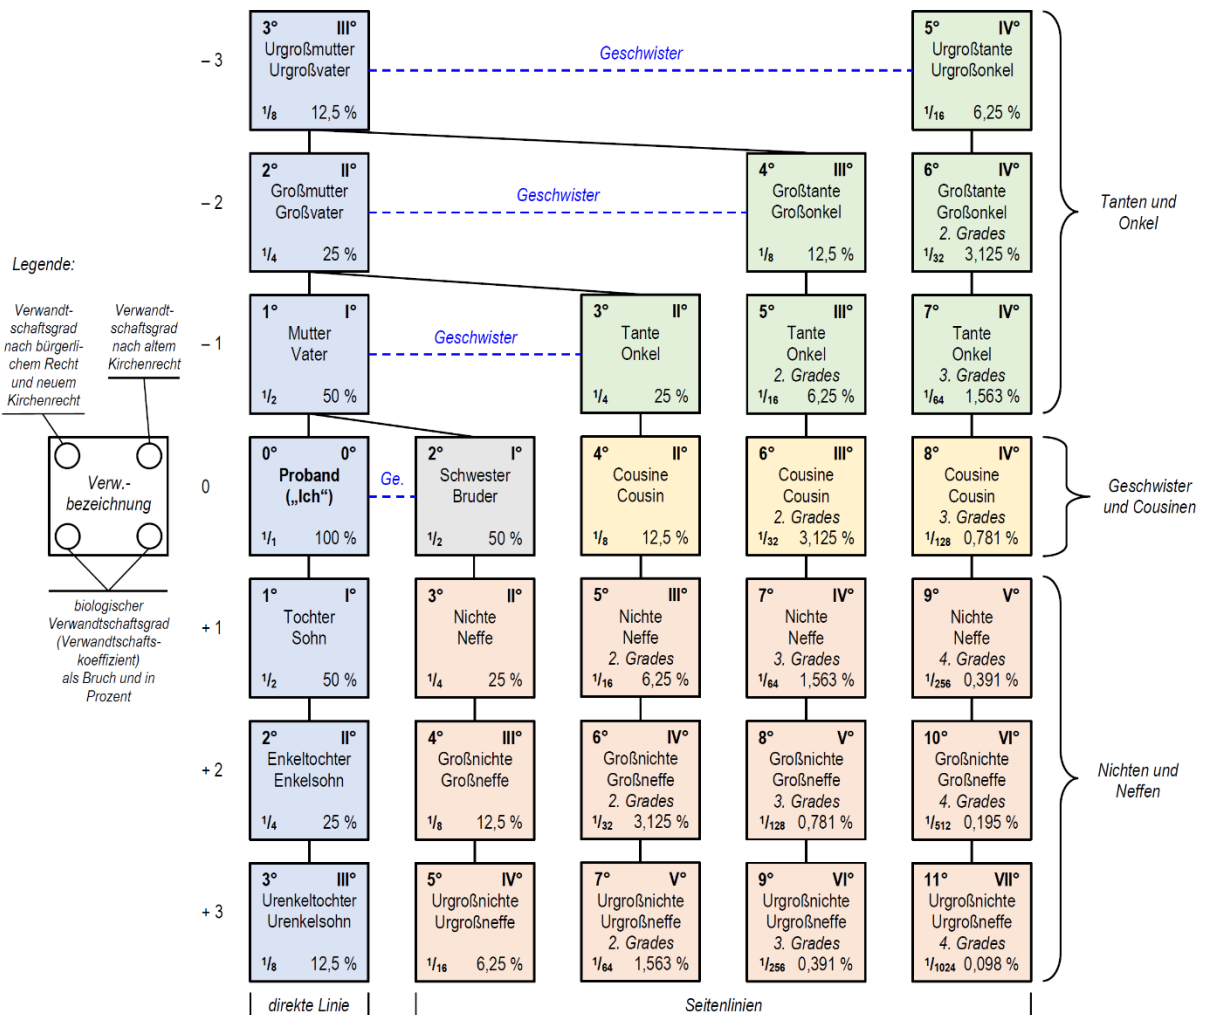 – 3
3° III°
Urgroßmutter
Urgroßvater
1/8 12,5 %
Geschwister
5° IV°
Urgroßtante
Urgroßonkel
1/16 6,25 %
– 2
2° II°
Großmutter
Großvater
1/4 25 %
Geschwister
4° III°
Großtante
Großonkel
1/8 12,5 %
6° IV°
Großtante
Großonkel
2. Grades
1/32 3,125 %
Tanten und
Onkel
– 1
1° I°
Mutter
Vater
1/2 50 %
Geschwister
3° II°
Tante
Onkel
1/4 25 %
5° III°
Tante
Onkel
2. Grades
1/16 6,25 %
7° IV°
Tante
Onkel
3. Grades
1/64 1,563 %
Legende:
Verwandt-
schaftsgrad
nach bürgerli-
chem Recht
und neuem
Kirchenrecht
Verwandt-
schaftsgrad
nach altem
Kirchenrecht
Verw.-
bezeichnung
biologischer
Verwandtschaftsgrad
(Verwandtschafts-
koeffizient)
als Bruch und in
Prozent
0
0° 0°
Proband
(„Ich“)
1/1 100 %
Ge.
2° I°
Schwester
Bruder
1/2 50 %
4° II°
Cousine
Cousin
1/8 12,5 %
6° III°
Cousine
Cousin
2. Grades
1/32 3,125 %
8° IV°
Cousine
Cousin
3. Grades
1/128 0,781 %
Geschwister
und Cousinen
+ 1
1° I°
Tochter
Sohn
1/2 50 %
3° II°
Nichte
Neffe
1/4 25 %
5° III°
Nichte
Neffe
2. Grades
1/16 6,25 %
7° IV°
Nichte
Neffe
3. Grades
1/64 1,563 %
9° V°
Nichte
Neffe
4. Grades
1/256 0,391 %
+ 2
2° II°
Enkeltochter
Enkelsohn
1/4 25 %
4° III°
Großnichte
Großneffe
1/8 12,5 %
6° IV°
Großnichte
Großneffe
2. Grades
1/32 3,125 %
8° V°
Großnichte
Großneffe
3. Grades
1/128 0,781 %
10° VI°
Großnichte
Großneffe
4. Grades
1/512 0,195 %
Nichten und
Neffen
+ 3
3° III°
Urenkeltochter
Urenkelsohn
1/8 12,5 %
5° IV°
Urgroßnichte
Urgroßneffe
1/16 6,25 %
7° V°
Urgroßnichte
Urgroßneffe
2. Grades
1/64 1,563 %
9° VI°
Urgroßnichte
Urgroßneffe
3. Grades
1/256 0,391 %
11° VII°
Urgroßnichte
Urgroßneffe
4. Grades
1/1024 0,098 %
direkte Linie
Seitenlinien